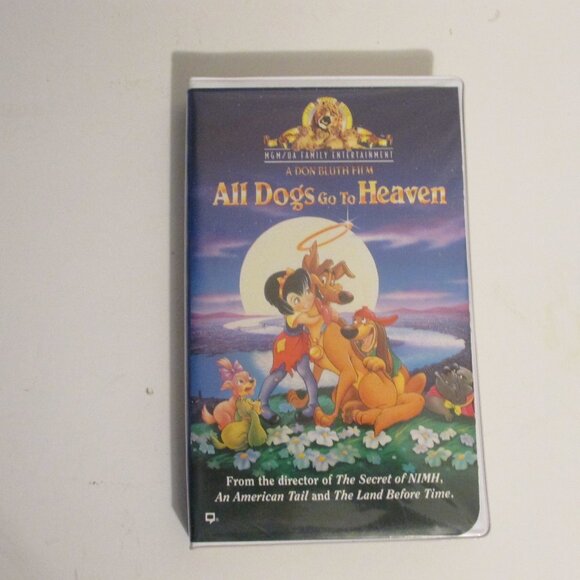 MGM/UA FAMILY ENTERTAINMENT
A DON BLUTH FILM
All Dogs Go To Heaven
From the director of The Secret of NIMH,
An American Tail and The Land Before Time.